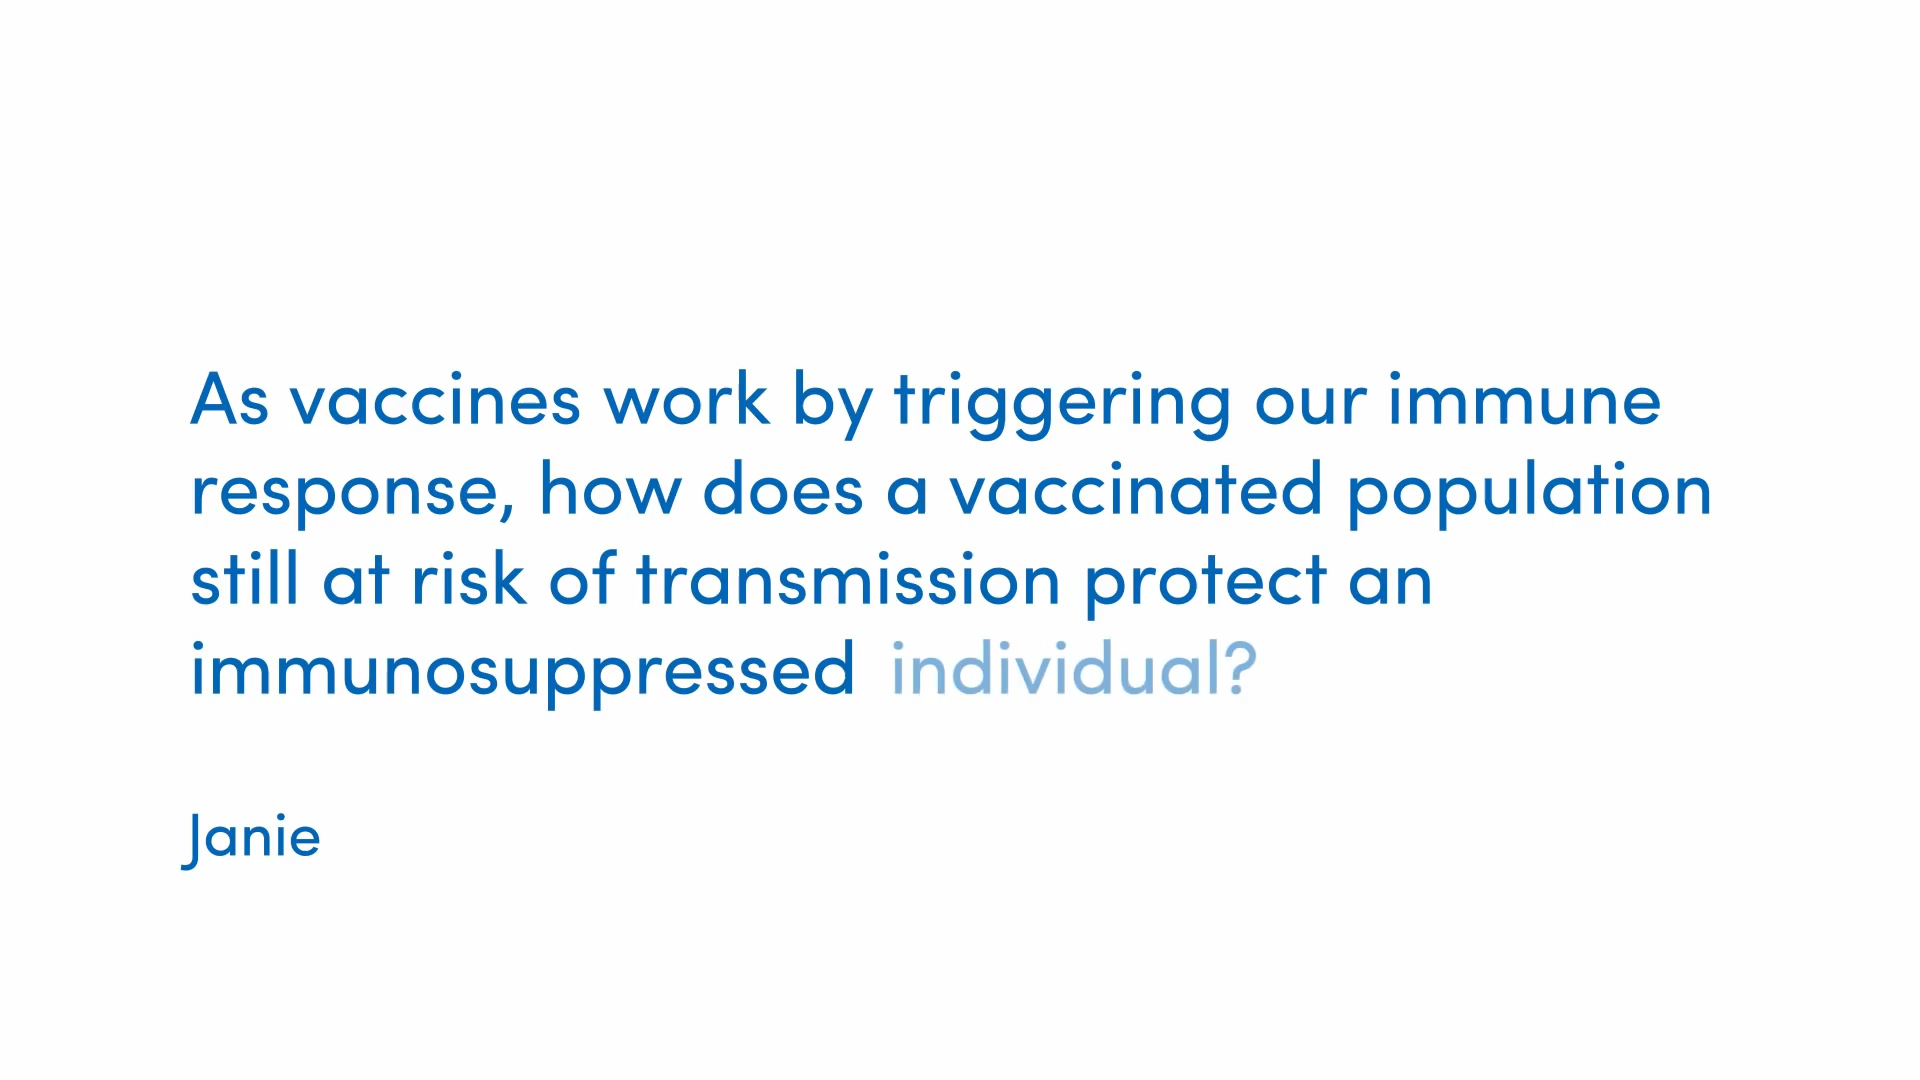 As vaccines work by triggering our immune
response, how does a vaccinated population
still at risk of transmission protect an
immunosuppressed individual?
Janie